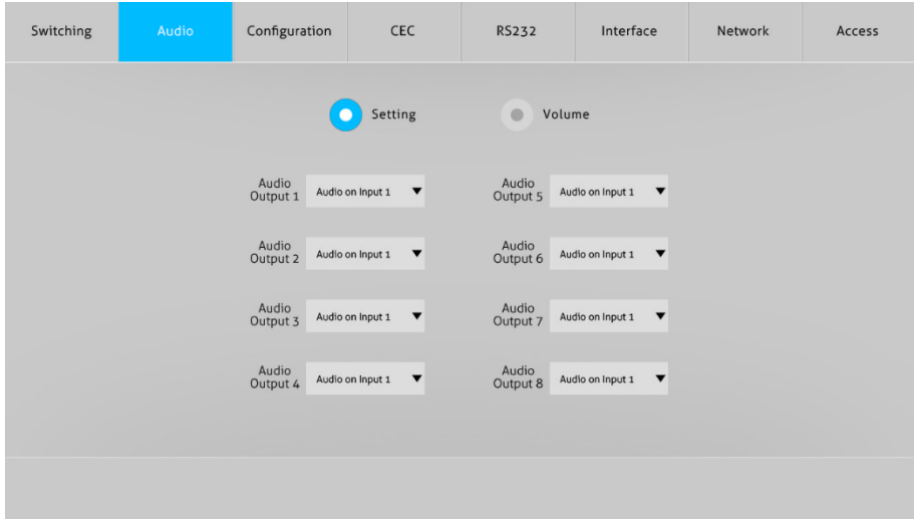 Switching
Audio
Configuration
CEC
RS232
Interface
Network
Access
Setting
Volume
Audio
Output 1
Audio on Input 1
Audio
Output 5
Audio on Input 1
Audio
Output 2
Audio on Input 1
Audio
Output 6
Audio on Input 1
Audio
Output 3
Audio on Input 1
Audio
Output 7
Audio on Input 1
Audio
Output 4
Audio on Input 1
Audio
Output 8
Audio on Input 1